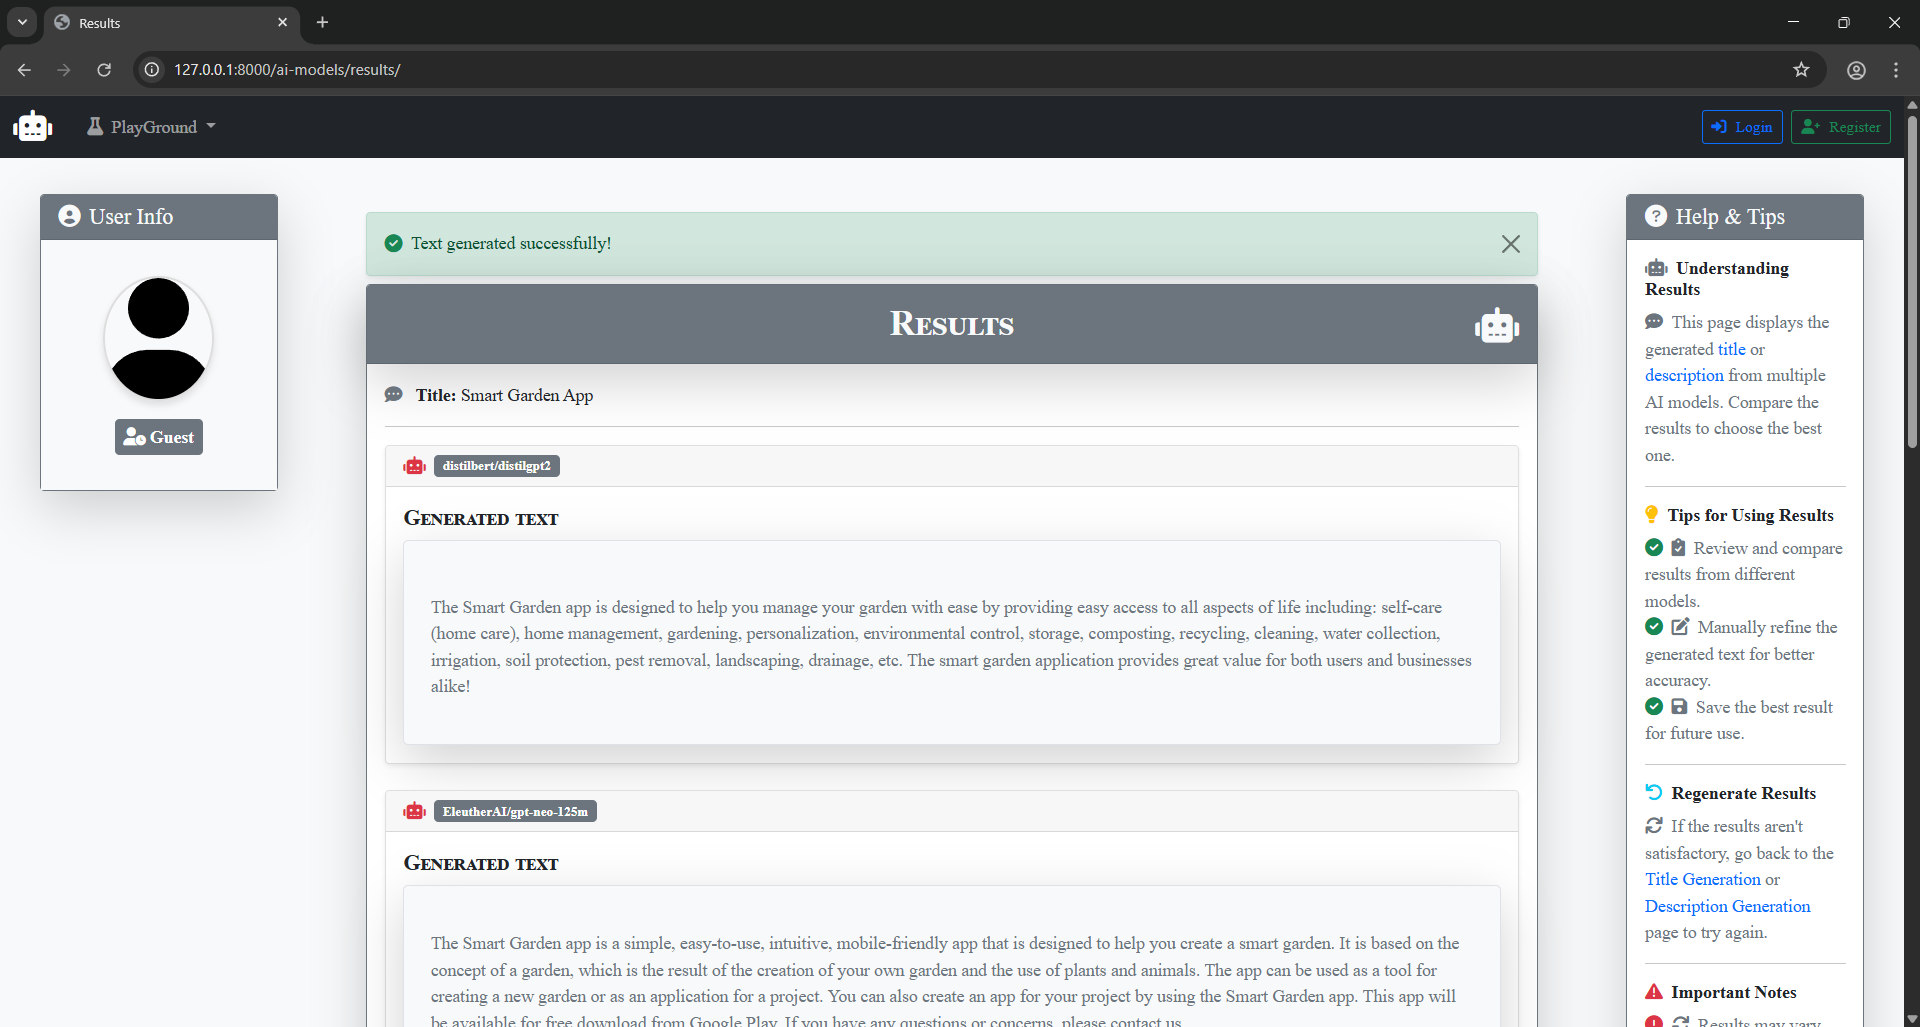 Results
127.0.0.1:8000/ai-models/results/
PlayGround
Login
Register
User Info
Guest
Text generated successfully!
Results
Title: Smart Garden App
distilbert/distilgpt2
Generated text
The Smart Garden app is designed to help you manage your garden with ease by providing easy access to all aspects of life including: self-care
(home care), home management, gardening, personalization, environmental control, storage, composting, recycling, cleaning, water collection,
irrigation, soil protection, pest removal, landscaping, drainage, etc. The smart garden application provides great value for both users and businesses
alike!
EleutherAI/gpt-neo-125m
Generated text
The Smart Garden app is a simple, easy-to-use, intuitive, mobile-friendly app that is designed to help you create a smart garden. It is based on the
concept of a garden, which is the result of the creation of your own garden and the use of plants and animals. The app can be used as a tool for
creating a new garden or as an application for a project. You can also create an app for your project by using the Smart Garden app. This app will
be available for free download from Google Play. If you have any questions or concerns, please contact us.
Help & Tips
Understanding
Results
This page displays the
generated title or
description from multiple
AI models. Compare the
results to choose the best
one.
Tips for Using Results
Review and compare
results from different
models.
Manually refine the
generated text for better
accuracy.
Save the best result
for future use.
Regenerate Results
If the results aren't
satisfactory, go back to the
Title Generation or
Description Generation
page to try again.
Important Notes
Results may vary